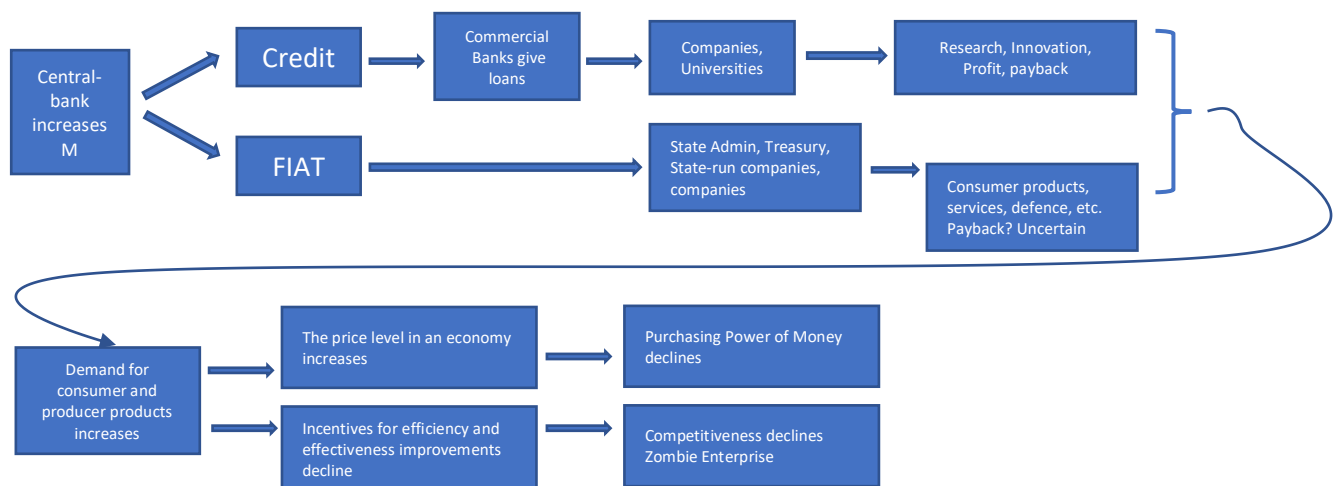 Central-
bank
increases
M
Credit
Commercial
Banks give
loans
Companies,
Universities
Research, Innovation,
Profit, payback
FIAT
State Admin, Treasury,
State-run companies,
companies
Consumer products,
services, defence, etc.
Payback? Uncertain
Demand for
consumer and
producer products
increases
The price level in an economy
increases
Purchasing Power of Money
declines
Incentives for efficiency and
effectiveness improvements
decline
Competitiveness declines
Zombie Enterprise